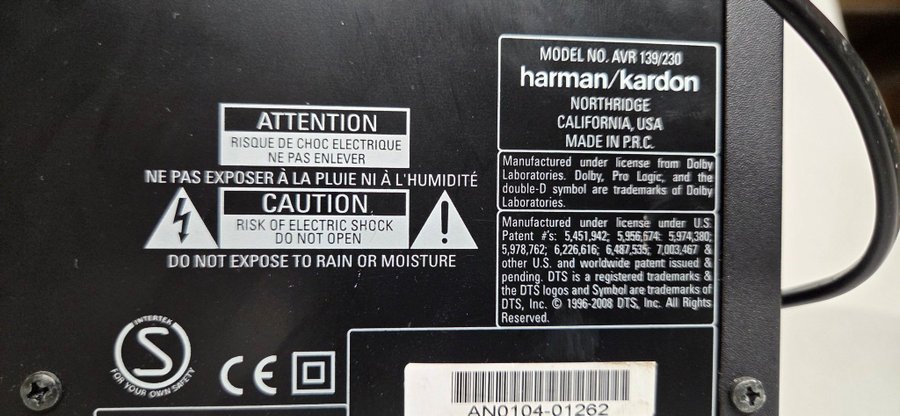 ATTENTION
RISQUE DE CHOC ELECTRIQUE
NE PAS ENLEVER
NE PAS EXPOSER À LA PLUIE NI À L'HUMIDITÉ
CAUTION
RISK OF ELECTRIC SHOCK
DO NOT OPEN
DO NOT EXPOSE TO RAIN OR MOISTURE
INTERTEK
S
FOR YOUR OWN SAFETY
CE
MODEL NO. AVR 139/230
harman/kardon
NORTHRIDGE
CALIFORNIA, USA
MADE IN P.R.C.
Manufactured under license from Dolby
Laboratories. Dolby, Pro Logic, and the
double-D symbol are trademarks of Dolby
Laboratories.
Manufactured under license under U.S.
Patent #'s: 5,451,942; 5,956,674; 5,974,380;
5,978,762; 6,226,616; 6,487,535; 7,003,467 &
other U.S. and worldwide patent issued &
pending. DTS is a registered trademarks &
the DTS logos and Symbol are trademarks of
DTS, Inc. © 1996-2008 DTS, Inc. All Rights
Reserved.
AN0104-01262